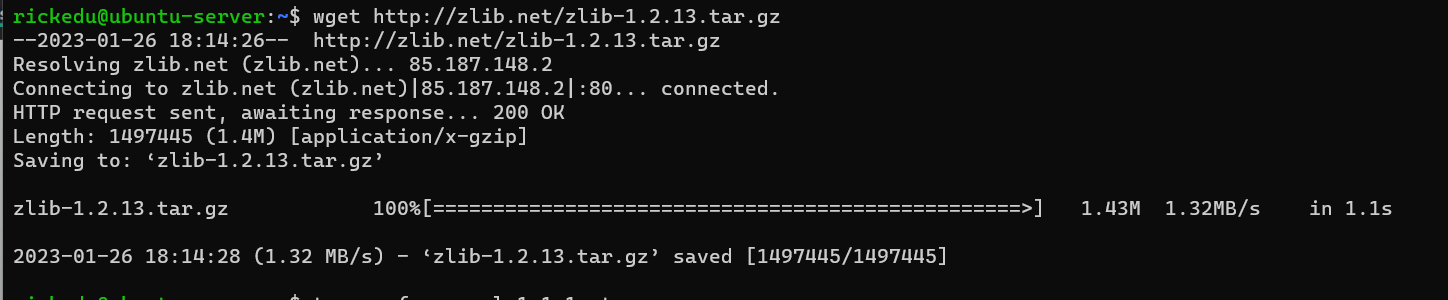 rickedu@ubuntu-server:~$ wget http://zlib.net/zlib-1.2.13.tar.gz
--2023-01-26 18:14:26--  http://zlib.net/zlib-1.2.13.tar.gz
Resolving zlib.net (zlib.net)... 85.187.148.2
Connecting to zlib.net (zlib.net)|85.187.148.2|:80... connected.
HTTP request sent, awaiting response... 200 OK
Length: 1497445 (1.4M) [application/x-gzip]
Saving to: ‘zlib-1.2.13.tar.gz’
zlib-1.2.13.tar.gz            100%[=================================================>]   1.43M  1.32MB/s    in 1.1s
2023-01-26 18:14:28 (1.32 MB/s) - ‘zlib-1.2.13.tar.gz’ saved [1497445/1497445]